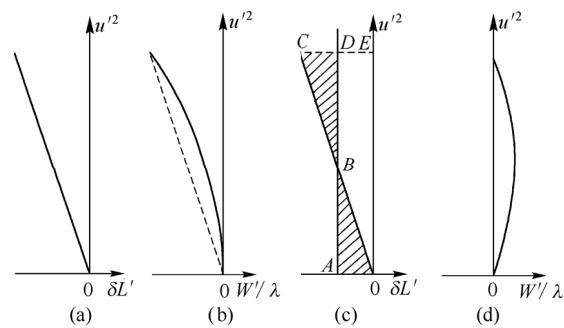 u′²
0 δL′
(a)
u′²
0 W′/λ
(b)
u′²
C D E
B
A
0 δL′
(c)
u′²
0 W′/λ
(d)